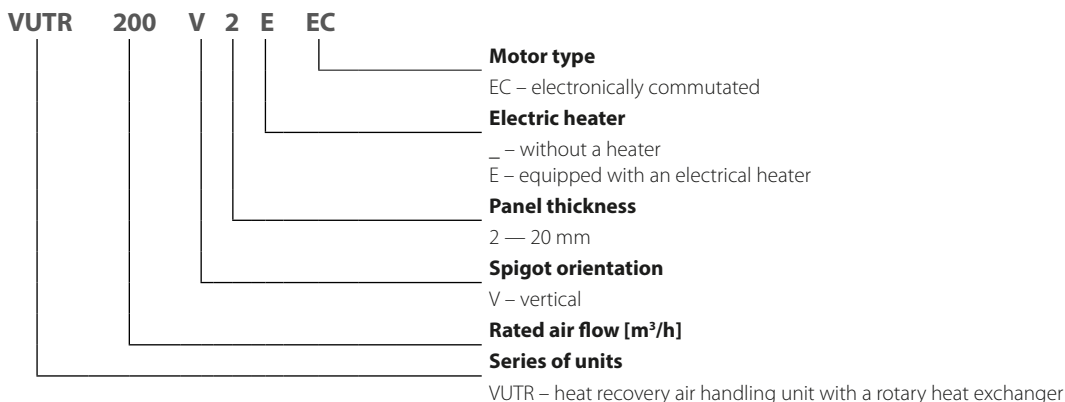 VUTR 200 V 2 E EC
Motor type
EC – electronically commutated
Electric heater
_ – without a heater
E – equipped with an electrical heater
Panel thickness
2 — 20 mm
Spigot orientation
V – vertical
Rated air flow [m³/h]
Series of units
VUTR – heat recovery air handling unit with a rotary heat exchanger